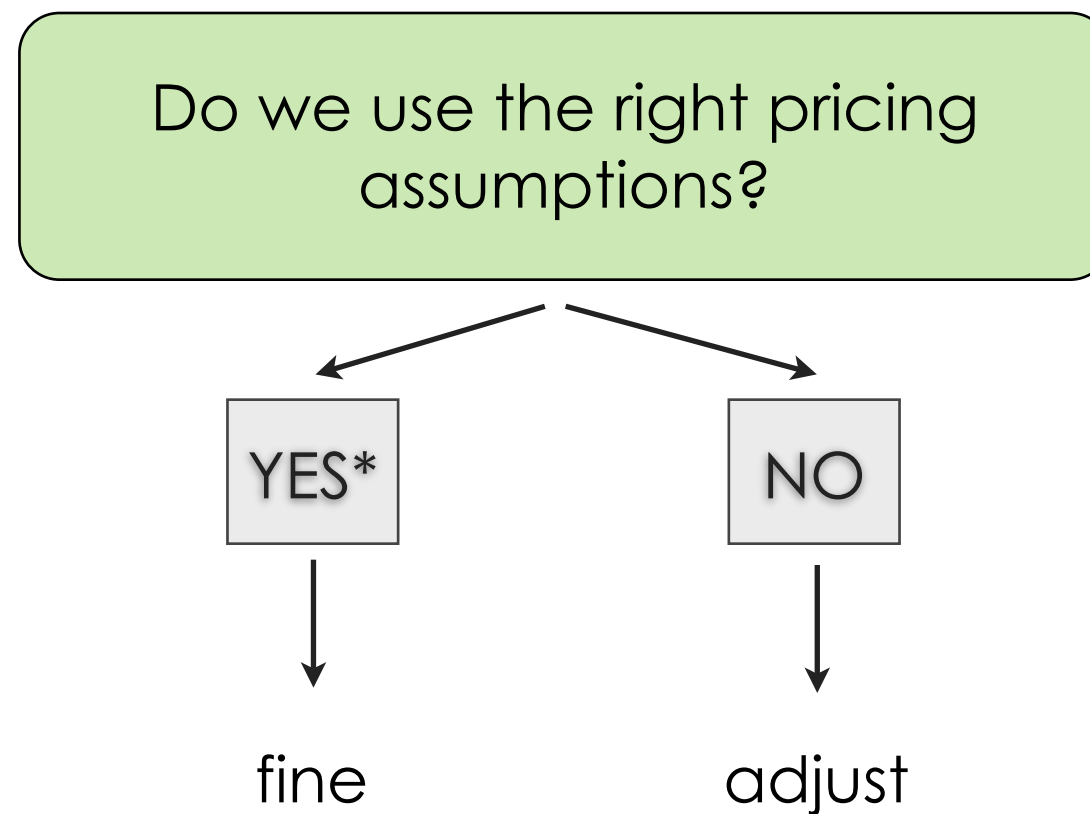 Do we use the right pricing
assumptions?
YES*
NO
fine
adjust